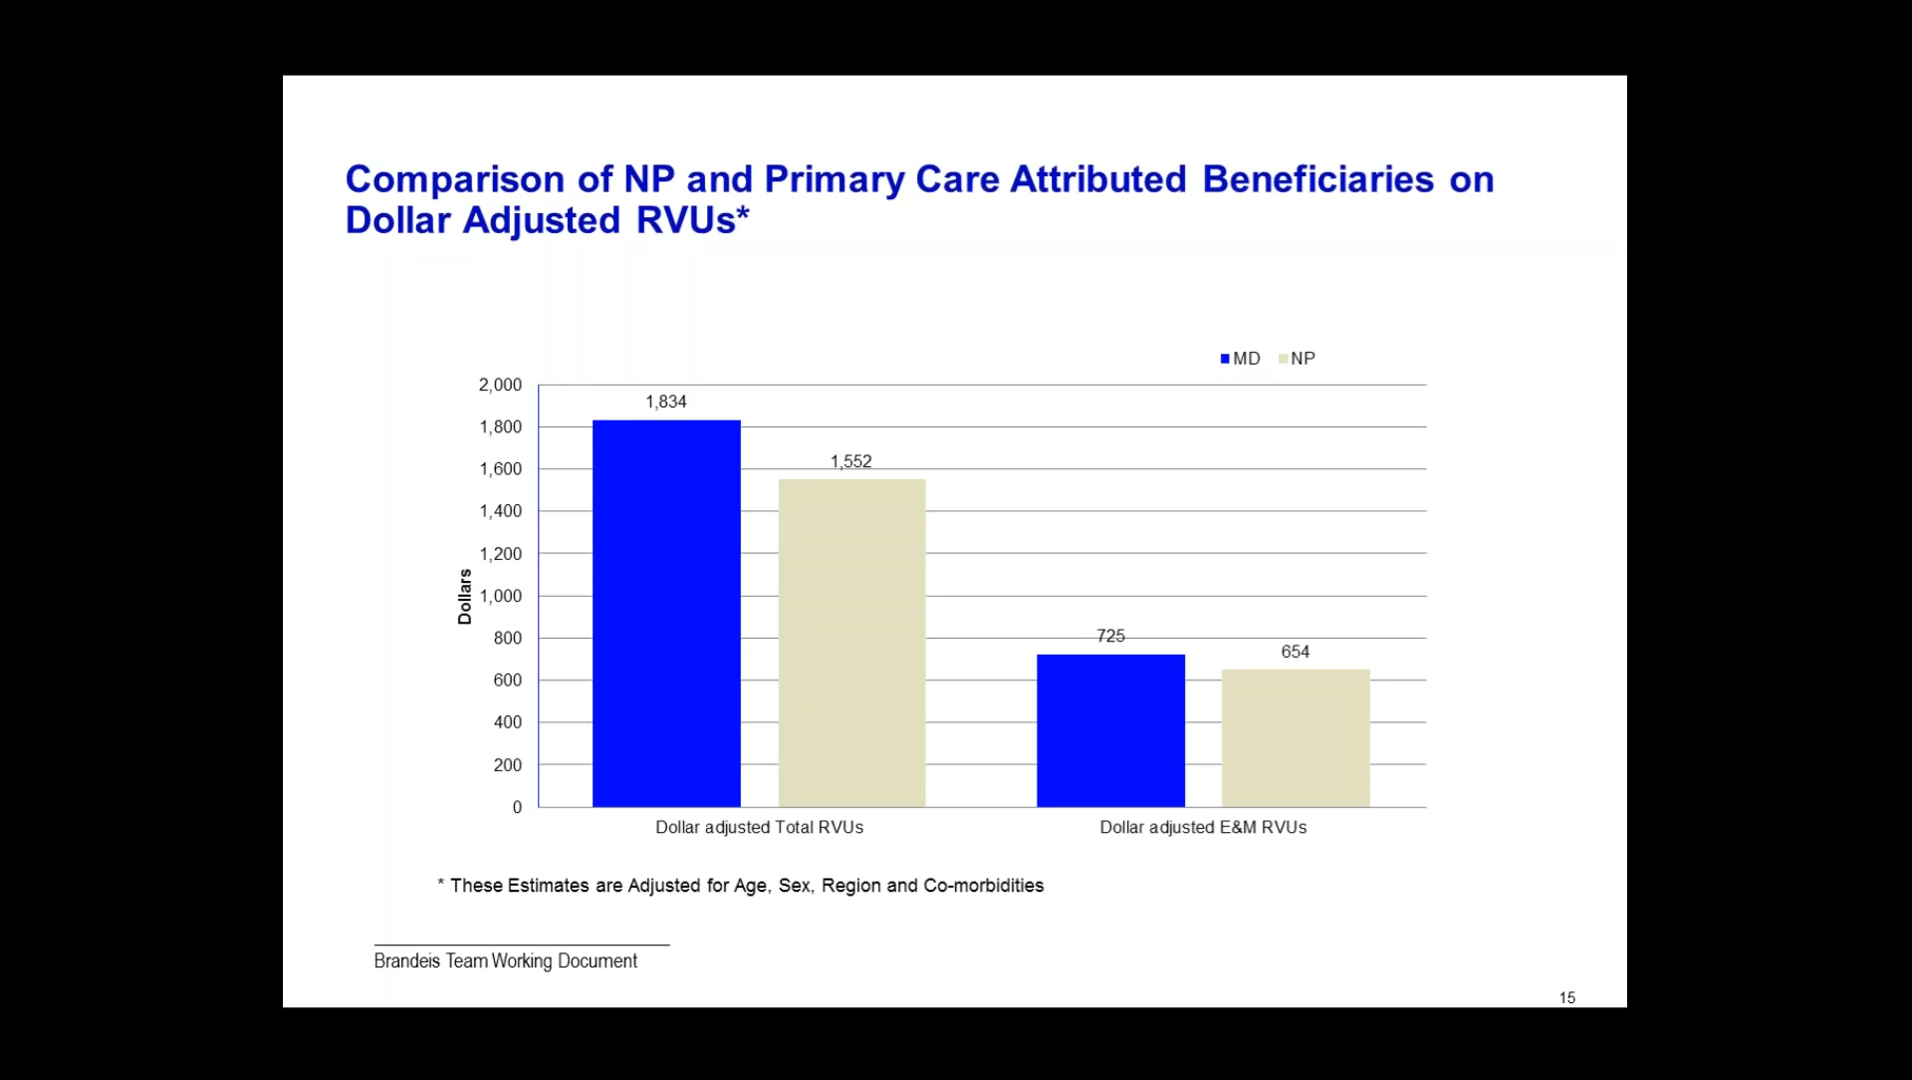 Comparison of NP and Primary Care Attributed Beneficiaries on
Dollar Adjusted RVUs*
MD NP
2,000
1,834
1,800
1,552
1,600
1,400
1,200
Dollars
1,000
725
800
654
600
400
200
0
Dollar adjusted Total RVUs
Dollar adjusted E&M RVUs
* These Estimates are Adjusted for Age, Sex, Region and Co-morbidities
Brandeis Team Working Document
15